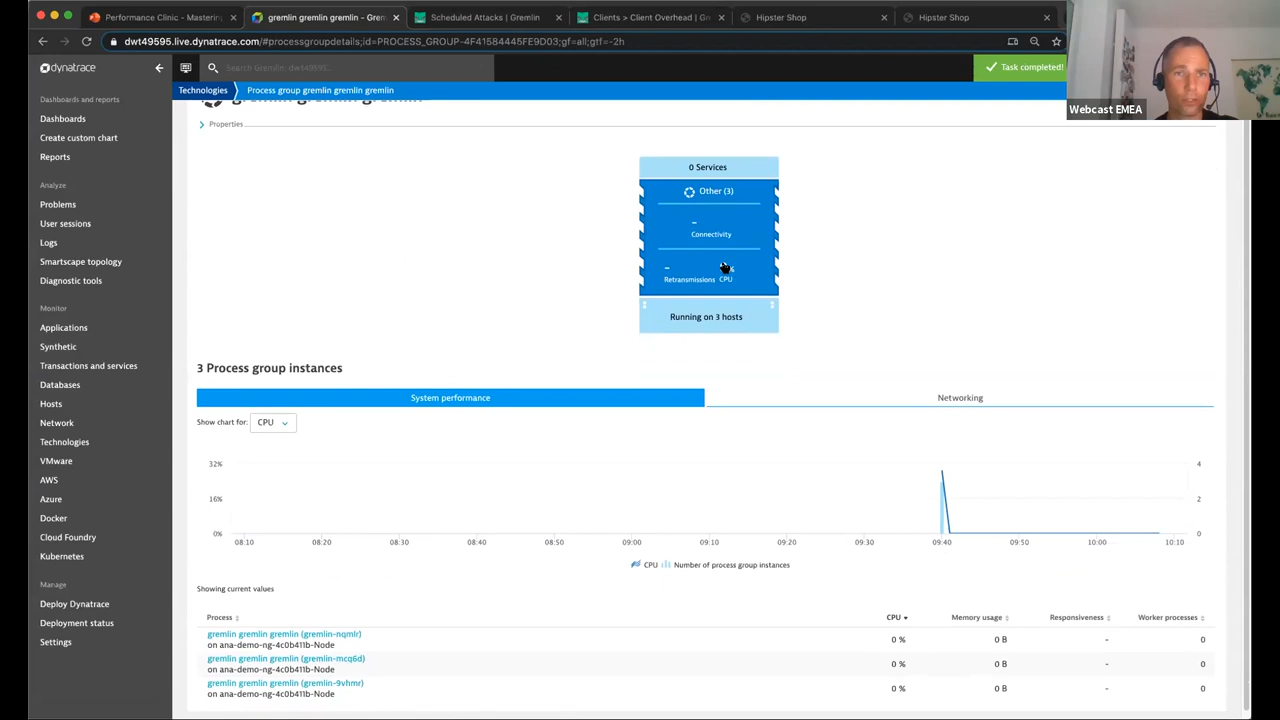 Performance Clinic - Mastering
gremlin gremlin gremlin - Grem
Scheduled Attacks | Gremlin
Clients > Client Overhead | Gre
Hipster Shop
Hipster Shop
dwt49595.live.dynatrace.com/#processgroupdetails;id=PROCESS_GROUP-4F41584445FE9D03;gf=all;gtf=-2h
dynatrace
Search Gremlin: dwt49595...
Task completed!
Webcast EMEA
Technologies
Process group gremlin gremlin gremlin
Properties
Dashboards and reports
Dashboards
Create custom chart
Reports
Analyze
Problems
User sessions
Logs
Smartscape topology
Diagnostic tools
Monitor
Applications
Synthetic
Transactions and services
Databases
Hosts
Network
Technologies
VMware
AWS
Azure
Docker
Cloud Foundry
Kubernetes
Manage
Deploy Dynatrace
Deployment status
Settings
0 Services
Other (3)
-
Connectivity
-
Retransmissions CPU
Running on 3 hosts
3 Process group instances
System performance
Networking
Show chart for: CPU
32%
16%
0%
4
2
0
08:10 08:20 08:30 08:40 08:50 09:00 09:10 09:20 09:30 09:40 09:50 10:00 10:10
CPU Number of process group instances
Showing current values
Process CPU Memory usage Responsiveness Worker processes
gremlin gremlin gremlin (gremlin-nqmlr) 0 % 0 B - 0
on ana-demo-ng-4c0b411b-Node
gremlin gremlin gremlin (gremlin-mcq6d) 0 % 0 B - 0
on ana-demo-ng-4c0b411b-Node
gremlin gremlin gremlin (gremlin-9vhmr) 0 % 0 B - 0
on ana-demo-ng-4c0b411b-Node